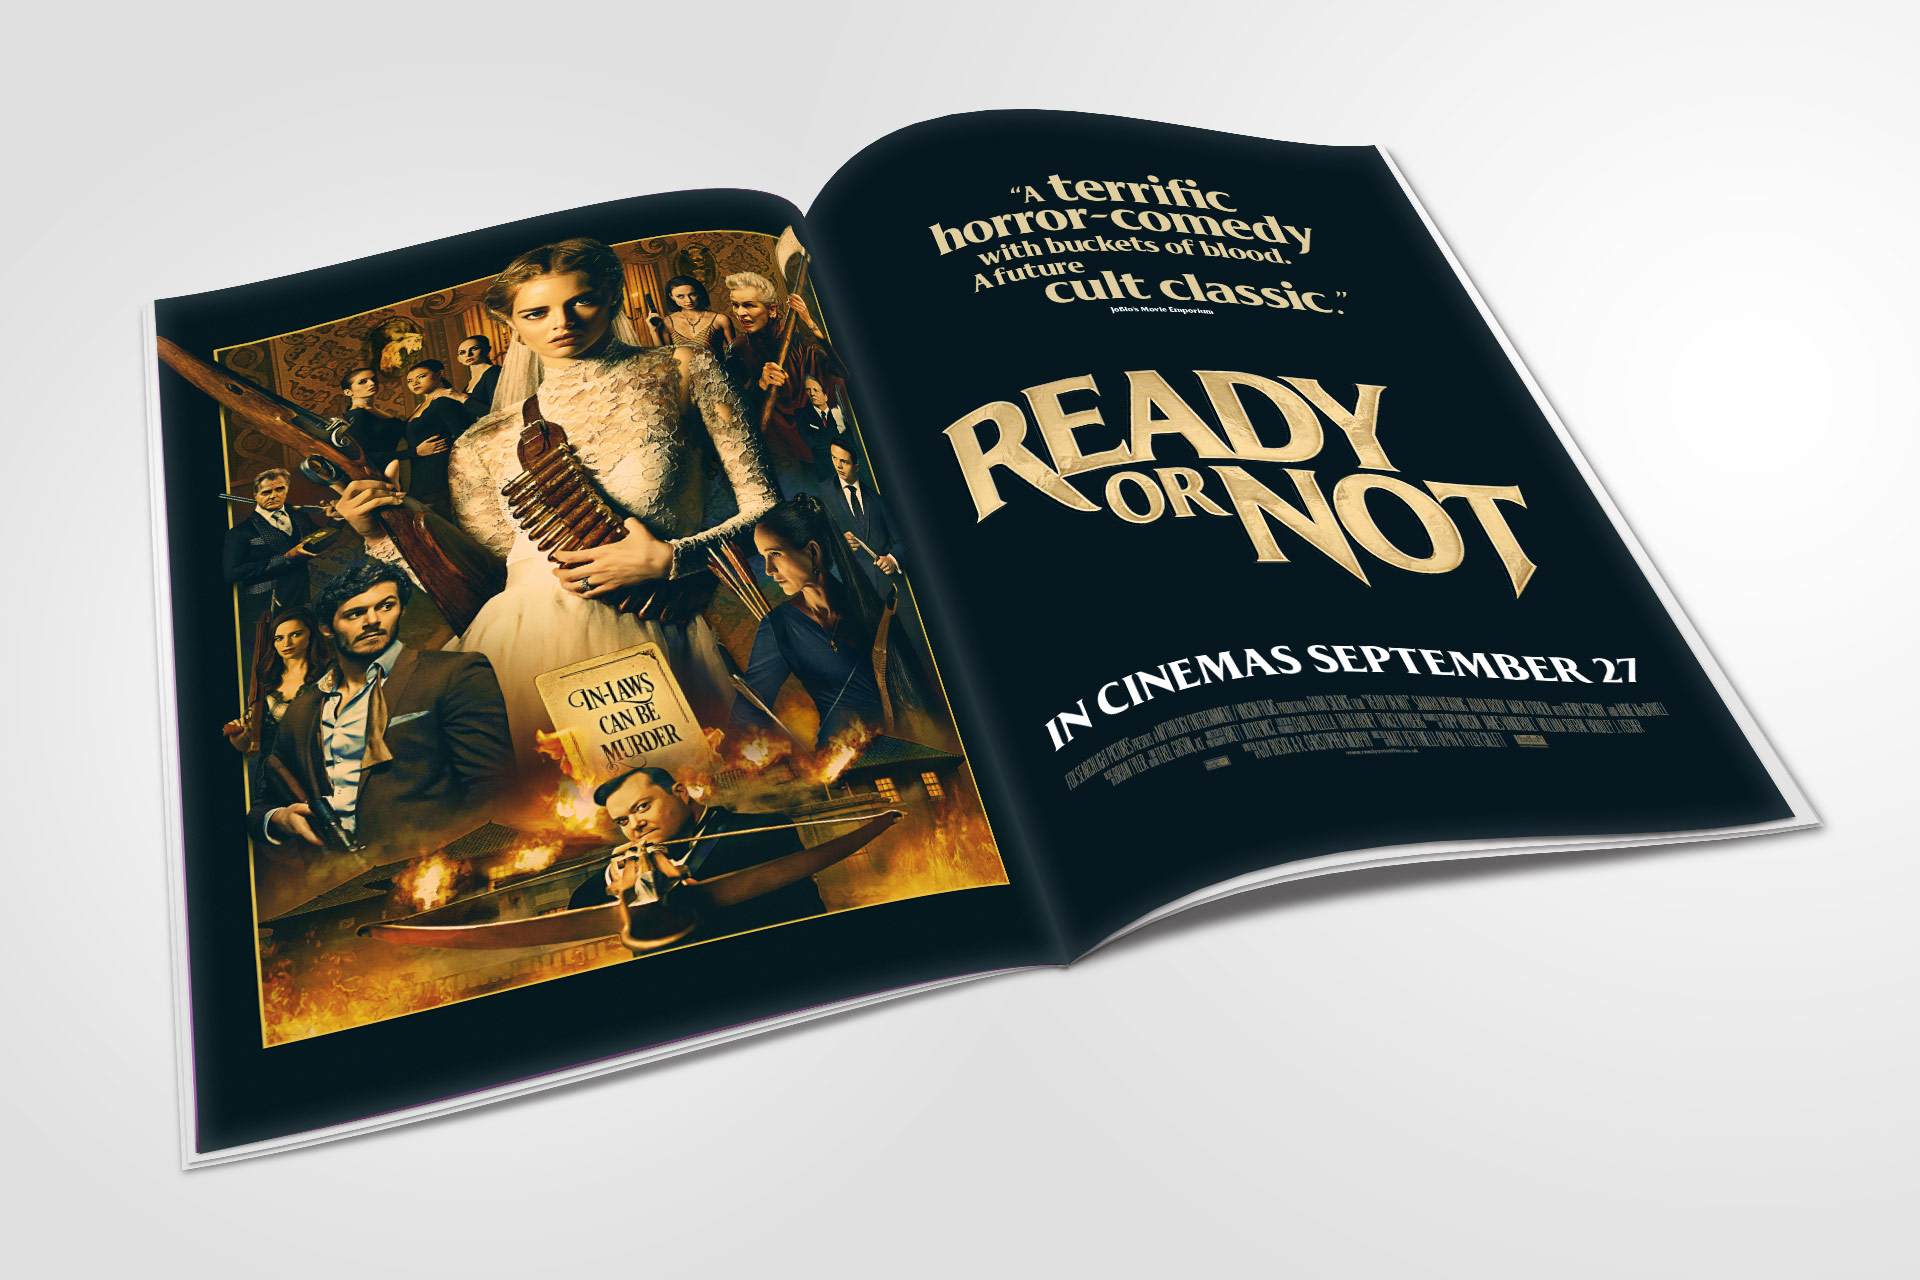 IN-LAWS
CAN BE
MURDER
“A terrific
horror-comedy
with buckets of blood.
A future
cult classic.”
JoBlo's Movie Emporium
READY
OR NOT
IN CINEMAS SEPTEMBER 27